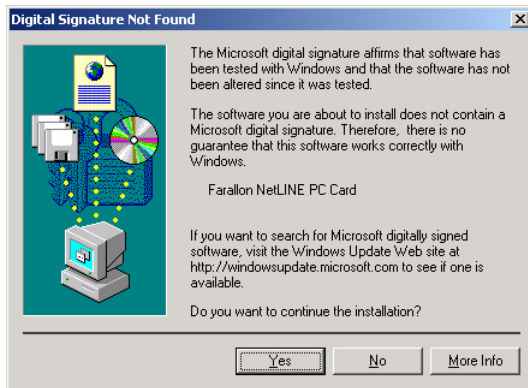 Digital Signature Not Found
The Microsoft digital signature affirms that software has
been tested with Windows and that the software has not
been altered since it was tested.
The software you are about to install does not contain a
Microsoft digital signature. Therefore, there is no
guarantee that this software works correctly with
Windows.
Farallon NetLINE PC Card
If you want to search for Microsoft digitally signed
software, visit the Windows Update Web site at
http://windowsupdate.microsoft.com to see if one is
available.
Do you want to continue the installation?
Yes No More Info